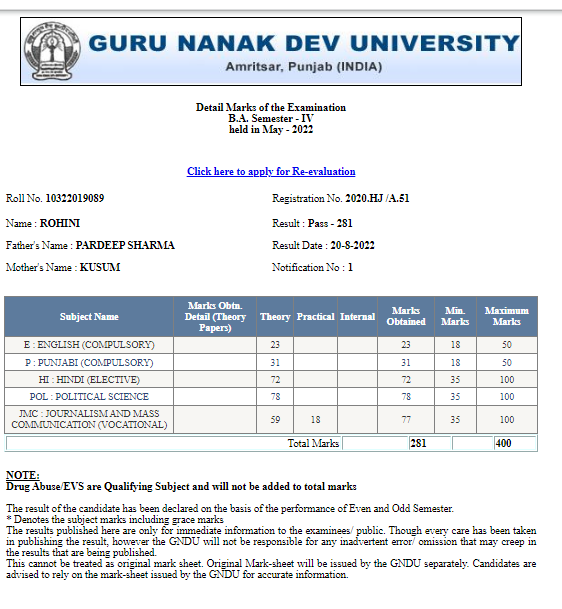 GURU NANAK DEV UNIVERSITY
Amritsar, Punjab (INDIA)
Detail Marks of the Examination
B.A. Semester - IV
held in May - 2022
Click here to apply for Re-evaluation
Roll No. 10322019089 Registration No. 2020.HJ /A.51
Name : ROHINI Result : Pass - 281
Father's Name : PARDEEP SHARMA Result Date : 20-8-2022
Mother's Name : KUSUM Notification No : 1
Subject Name Marks Obtn. Detail (Theory Papers) Theory Practical Internal Marks Obtained Min. Marks Maximum Marks
E : ENGLISH (COMPULSORY) 23 23 18 50
P : PUNJABI (COMPULSORY) 31 31 18 50
HI : HINDI (ELECTIVE) 72 72 35 100
POL : POLITICAL SCIENCE 78 78 35 100
JMC : JOURNALISM AND MASS COMMUNICATION (VOCATIONAL) 59 18 77 35 100
Total Marks 281 400
NOTE:
Drug Abuse/EVS are Qualifying Subject and will not be added to total marks
The result of the candidate has been declared on the basis of the performance of Even and Odd Semester.
* Denotes the subject marks including grace marks
The results published here are only for immediate information to the examinees/ public. Though every care has been taken
in publishing the result, however the GNDU will not be responsible for any inadvertent error/ omission that may creep in
the results that are being published.
This cannot be treated as original mark sheet. Original Mark-sheet will be issued by the GNDU separately. Candidates are
advised to rely on the mark-sheet issued by the GNDU for accurate information.